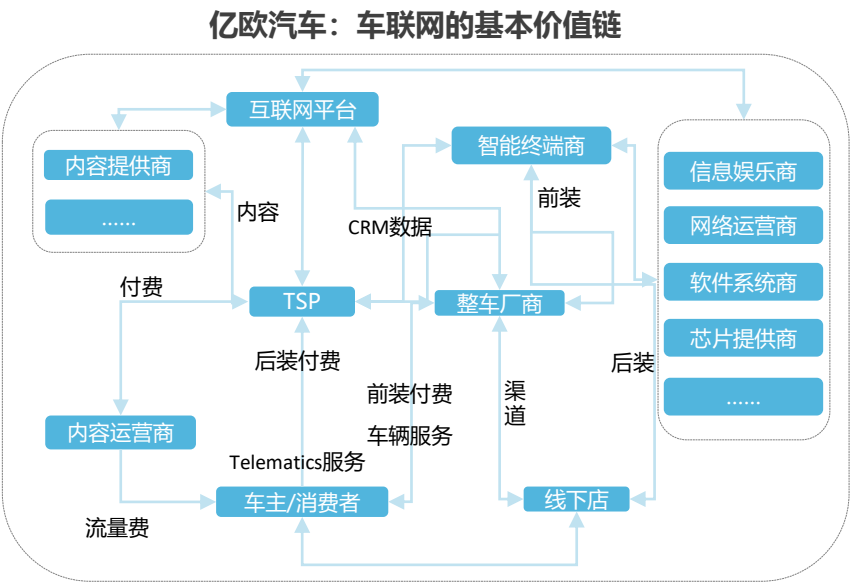 亿欧汽车：车联网的基本价值链
互联网平台
智能终端商
内容提供商
......
信息娱乐商
网络运营商
软件系统商
芯片提供商
......
内容
CRM数据
前装
付费
TSP
整车厂商
后装付费
前装付费
车辆服务
渠
道
后装
内容运营商
Telematics服务
车主/消费者
线下店
流量费